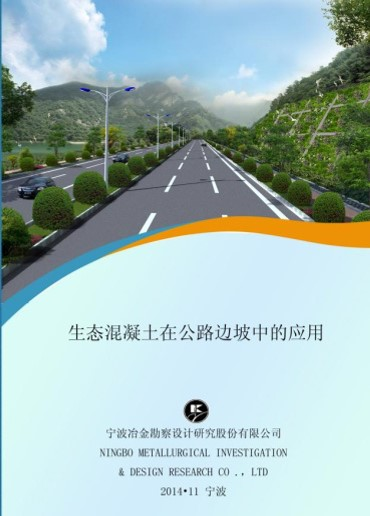 生态混凝土在公路边坡中的应用
宁波冶金勘察设计研究股份有限公司
NINGBO METALLURGICAL INVESTIGATION
& DESIGN RESEARCH CO .，LTD
2014•11 宁波